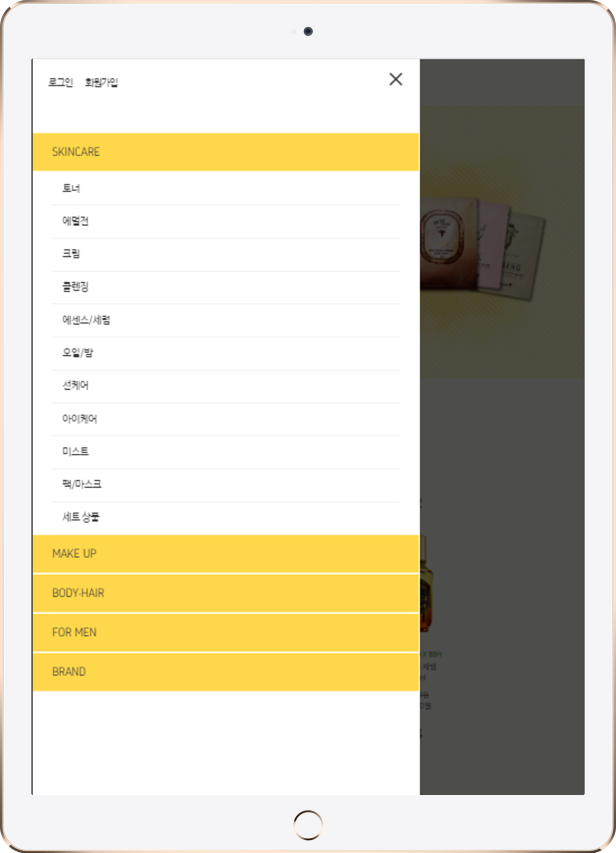 로그인 회원가입
SKINCARE
토너
에멀전
크림
클렌징
에센스/세럼
오일/밤
선케어
아이케어
미스트
팩/마스크
세트 상품
MAKE UP
BODY·HAIR
FOR MEN
BRAND